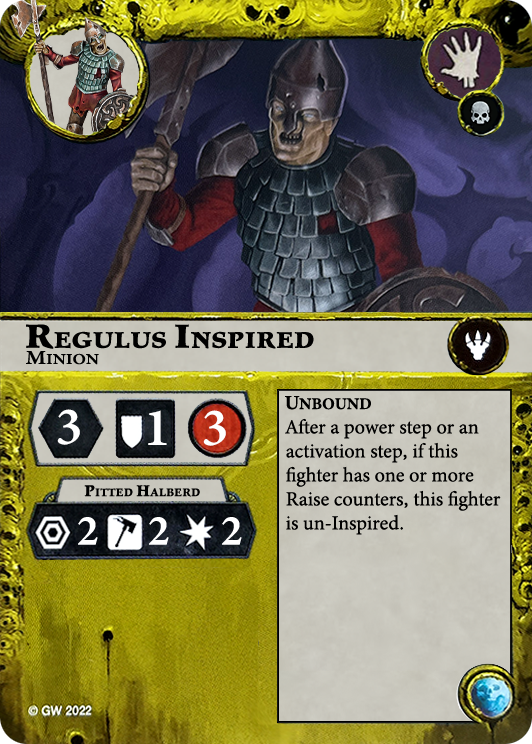 Regulus Inspired
Minion
3 1 3
Pitted Halberd
2 2 2
Unbound
After a power step or an
activation step, if this
fighter has one or more
Raise counters, this fighter
is un-Inspired.
© GW 2022